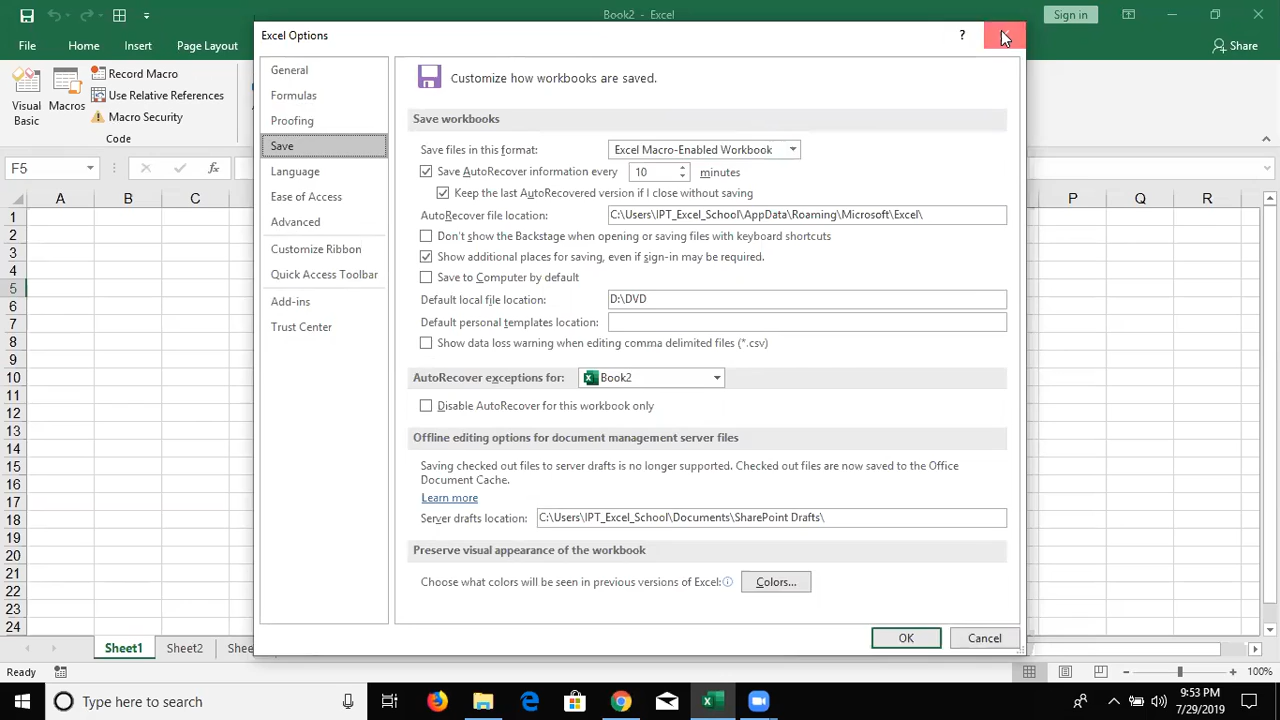 Book2 - Excel
Sign in
File
Home
Insert
Page Layout
Share
Visual Basic
Macros
Record Macro
Use Relative References
Macro Security
Code
F5
A B C P Q R
1
2
3
4
5
6
7
8
9
10
11
12
13
14
15
16
17
18
19
20
21
22
23
24
Excel Options
?
General
Formulas
Proofing
Save
Language
Ease of Access
Advanced
Customize Ribbon
Quick Access Toolbar
Add-ins
Trust Center
Customize how workbooks are saved.
Save workbooks
Save files in this format: Excel Macro-Enabled Workbook
Save AutoRecover information every 10 minutes
Keep the last AutoRecovered version if I close without saving
AutoRecover file location: C:\Users\IPT_Excel_School\AppData\Roaming\Microsoft\Excel\
Don't show the Backstage when opening or saving files with keyboard shortcuts
Show additional places for saving, even if sign-in may be required.
Save to Computer by default
Default local file location: D:\DVD
Default personal templates location:
Show data loss warning when editing comma delimited files (*.csv)
AutoRecover exceptions for: Book2
Disable AutoRecover for this workbook only
Offline editing options for document management server files
Saving checked out files to server drafts is no longer supported. Checked out files are now saved to the Office
Document Cache.
Learn more
Server drafts location: C:\Users\IPT_Excel_School\Documents\SharePoint Drafts\
Preserve visual appearance of the workbook
Choose what colors will be seen in previous versions of Excel: Colors...
OK Cancel
Sheet1 Sheet2 She
Ready
100%
Type here to search
9:53 PM
7/29/2019